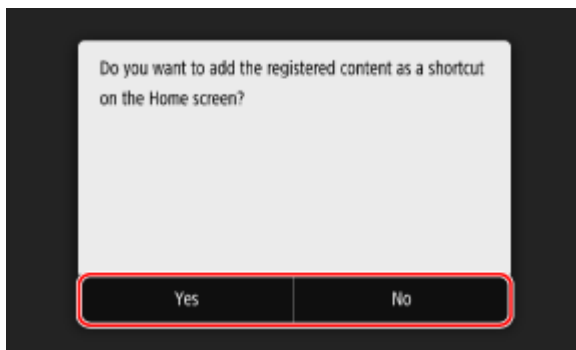 Do you want to add the registered content as a shortcut
on the Home screen?
Yes No